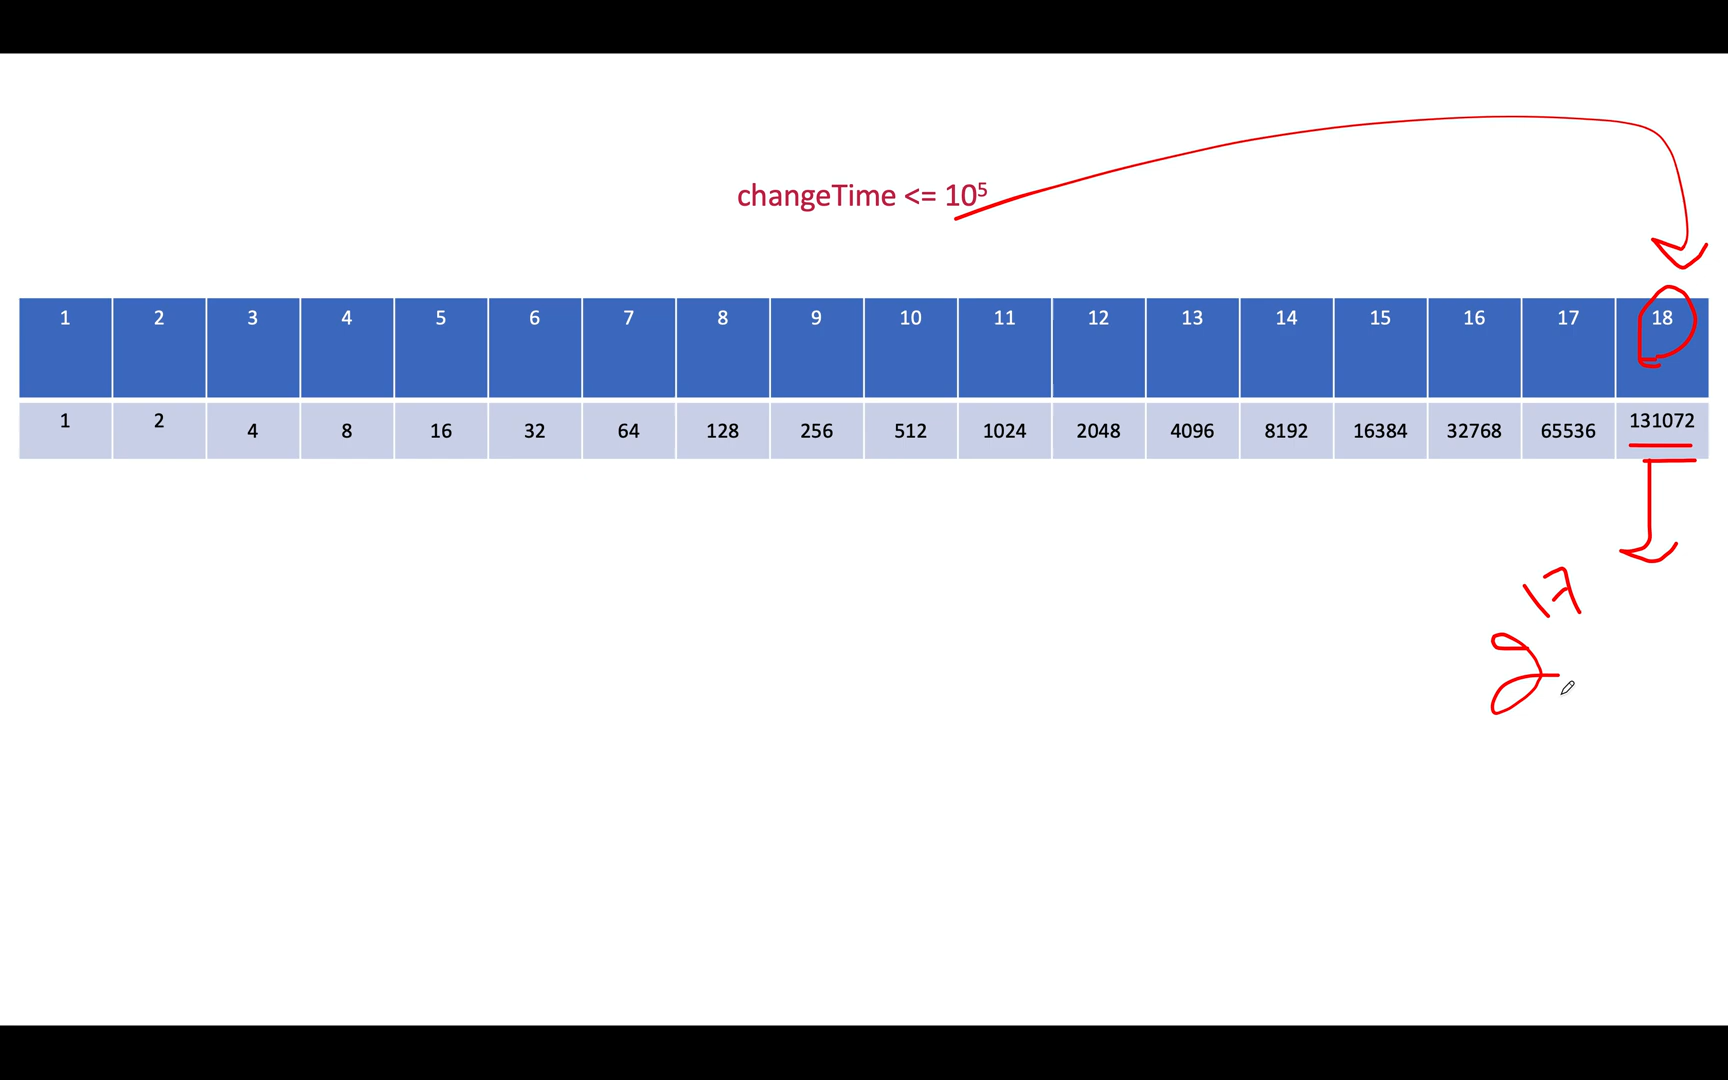 changeTime <= 10⁵
1 2 3 4 5 6 7 8 9 10 11 12 13 14 15 16 17 18
1 2 4 8 16 32 64 128 256 512 1024 2048 4096 8192 16384 32768 65536 131072
2¹⁷